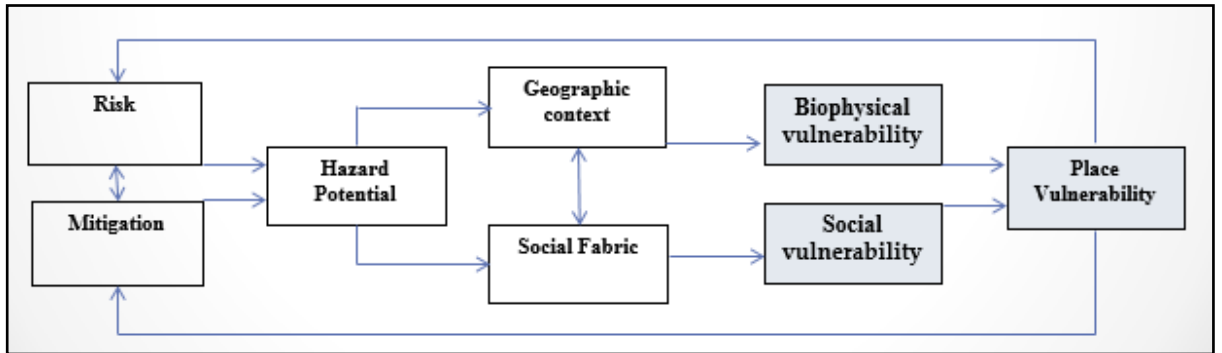 Risk
Mitigation
Hazard
Potential
Geographic
context
Social Fabric
Biophysical
vulnerability
Social
vulnerability
Place
Vulnerability